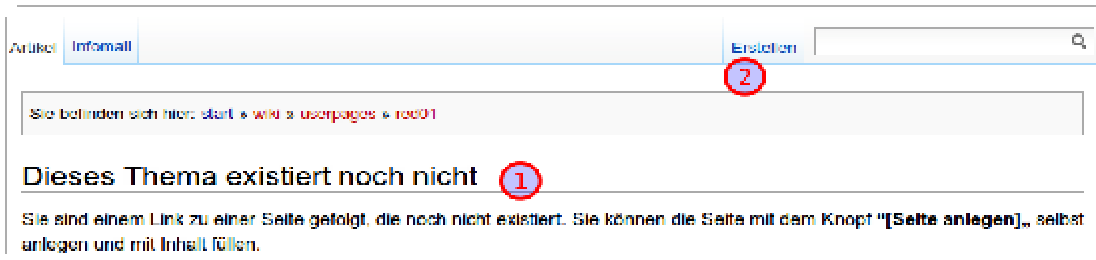 Artikel Infomail Erstellen
2
Sie befinden sich hier: start » wiki » userpages » red01
Dieses Thema existiert noch nicht 1
Sie sind einem Link zu einer Seite gefolgt, die noch nicht existiert. Sie können die Seite mit dem Knopf “[Seite anlegen]„ selbst
anlegen und mit Inhalt füllen.